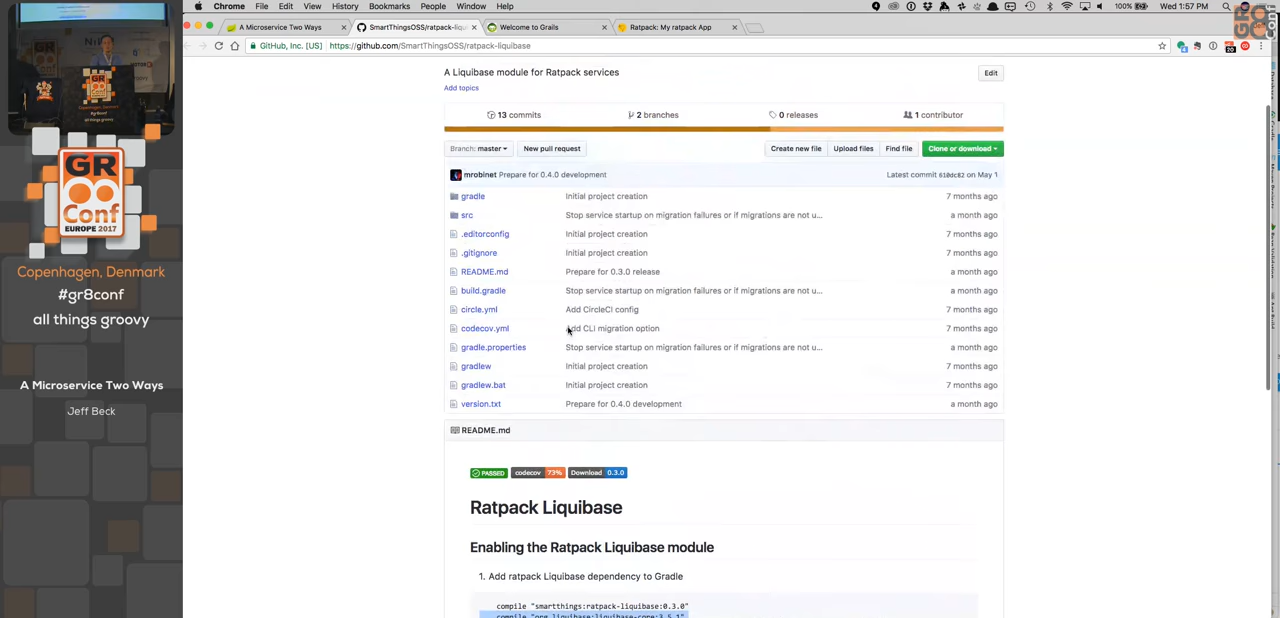 Chrome File Edit View History Bookmarks People Window Help
100% Wed 1:57 PM
A Microservice Two Ways
SmartThingsOSS/ratpack-liqu
Welcome to Grails
Ratpack: My ratpack App
GitHub, Inc. [US] https://github.com/SmartThingsOSS/ratpack-liquibase
A Liquibase module for Ratpack services
Edit
Add topics
13 commits
2 branches
0 releases
1 contributor
Branch: master
New pull request
Create new file
Upload files
Find file
Clone or download
mrobinet Prepare for 0.4.0 development
Latest commit 518dc82 on May 1
gradle Initial project creation 7 months ago
src Stop service startup on migration failures or if migrations are not u... a month ago
.editorconfig Initial project creation 7 months ago
.gitignore Initial project creation 7 months ago
README.md Prepare for 0.3.0 release a month ago
build.gradle Stop service startup on migration failures or if migrations are not u... a month ago
circle.yml Add CircleCI config 7 months ago
codecov.yml Add CLI migration option 7 months ago
gradle.properties Stop service startup on migration failures or if migrations are not u... a month ago
gradlew Initial project creation 7 months ago
gradlew.bat Initial project creation 7 months ago
version.txt Prepare for 0.4.0 development a month ago
README.md
PASSED codecov 73% Download 0.3.0
Ratpack Liquibase
Enabling the Ratpack Liquibase module
1. Add ratpack Liquibase dependency to Gradle
compile "smartthings:ratpack-liquibase:0.3.0"
compile "org.liquibase:liquibase-core:3.5.1"
GR
Conf
EUROPE 2017
Copenhagen, Denmark
#gr8conf
all things groovy
A Microservice Two Ways
Jeff Beck